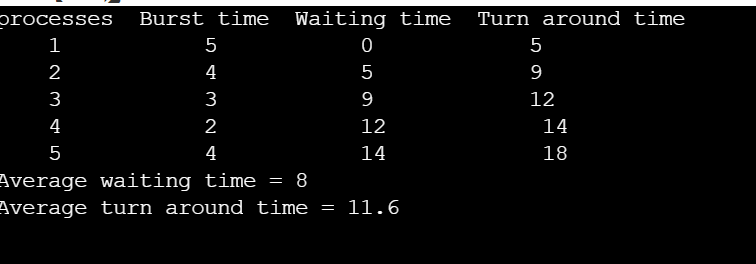 processes Burst time Waiting time Turn around time
1 5 0 5
2 4 5 9
3 3 9 12
4 2 12 14
5 4 14 18
Average waiting time = 8
Average turn around time = 11.6